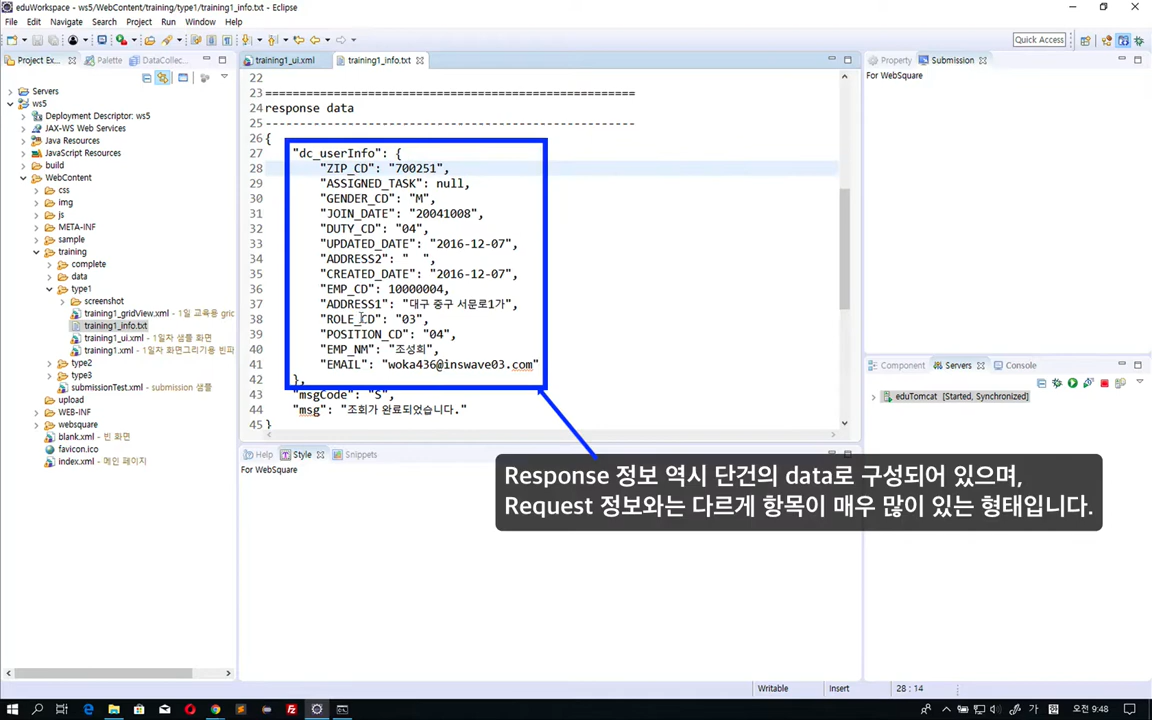 eduWorkspace - ws5/WebContent/training/type1/training1_info.txt - Eclipse
File Edit Navigate Search Project Run Window Help
Quick Access
Project Ex...
Palette
DataCollec...
Servers
ws5
Deployment Descriptor: ws5
JAX-WS Web Services
Java Resources
JavaScript Resources
build
WebContent
css
img
js
META-INF
sample
training
complete
data
type1
screenshot
training1_gridView.xml - 1일 교육용 gric
training1_info.txt
training1_ui.xml - 1일차 샘플 화면
training1.xml - 1일차 화면그리기용 빈파
type2
type3
submissionTest.xml - submission 샘플
upload
WEB-INF
websquare
blank.xml - 빈 화면
favicon.ico
index.xml - 메인 페이지
training1_ui.xml
training1_info.txt
22
23 ======================================================
24 response data
25 ------------------------------------------------------
26 {
27 "dc_userInfo": {
28 "ZIP_CD": "700251",
29 "ASSIGNED_TASK": null,
30 "GENDER_CD": "M",
31 "JOIN_DATE": "20041008",
32 "DUTY_CD": "04",
33 "UPDATED_DATE": "2016-12-07",
34 "ADDRESS2": "  ",
35 "CREATED_DATE": "2016-12-07",
36 "EMP_CD": 10000004,
37 "ADDRESS1": "대구 중구 서문로1가",
38 "ROLE_CD": "03",
39 "POSITION_CD": "04",
40 "EMP_NM": "조성희",
41 "EMAIL": "woka436@inswave03.com"
42 },
43 "msgCode": "S",
44 "msg": "조회가 완료되었습니다."
45 }
Response 정보 역시 단건의 data로 구성되어 있으며,
Request 정보와는 다르게 항목이 매우 많이 있는 형태입니다.
Help
Style
Snippets
For WebSquare
Property
Submission
For WebSquare
Component
Servers
Console
eduTomcat [Started, Synchronized]
Writable
Insert
28 : 14
가
오전 9:48